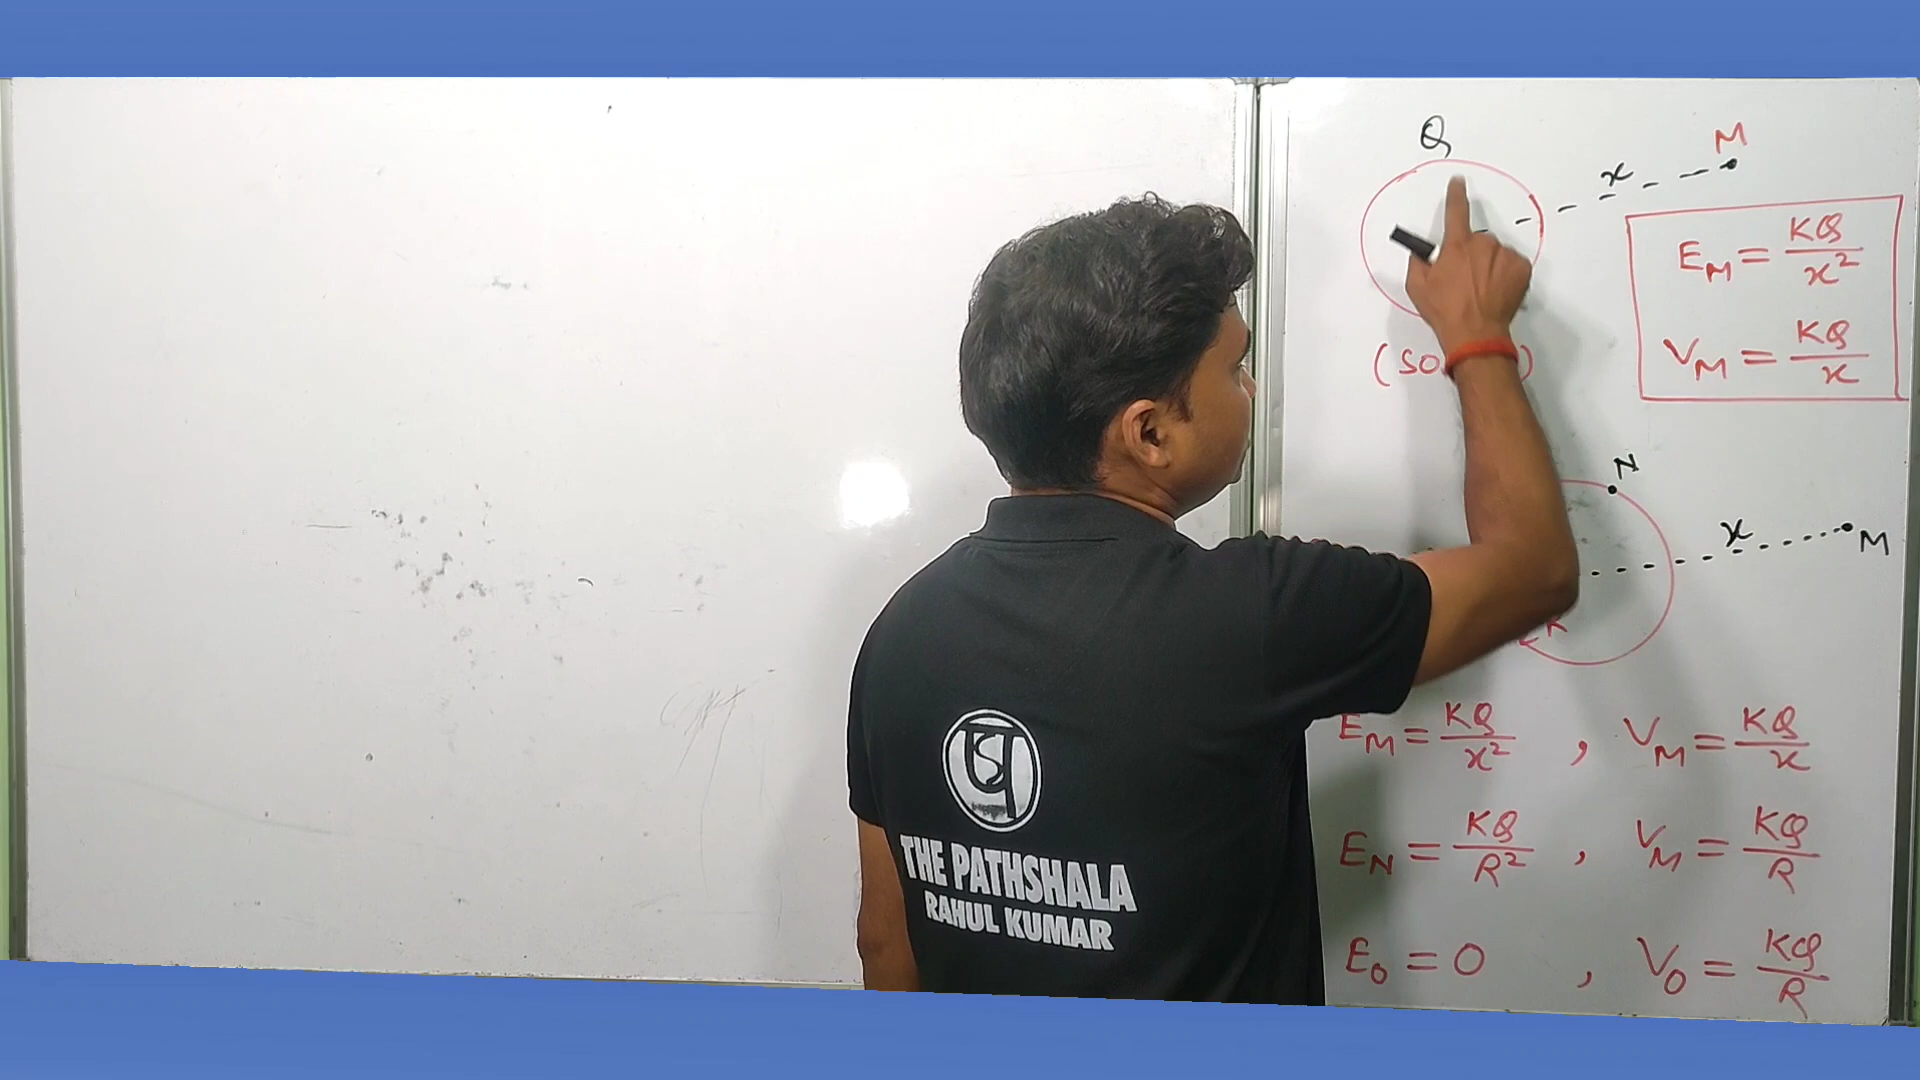 Q
M
x
E_M = KQ/x²
V_M = KQ/x
N
x
M
R
E_M = KQ/x² , V_M = KQ/x
E_N = KQ/R² , V_M = KQ/R
E_0 = 0 , V_0 = KQ/R
प
THE PATHSHALA
RAHUL KUMAR